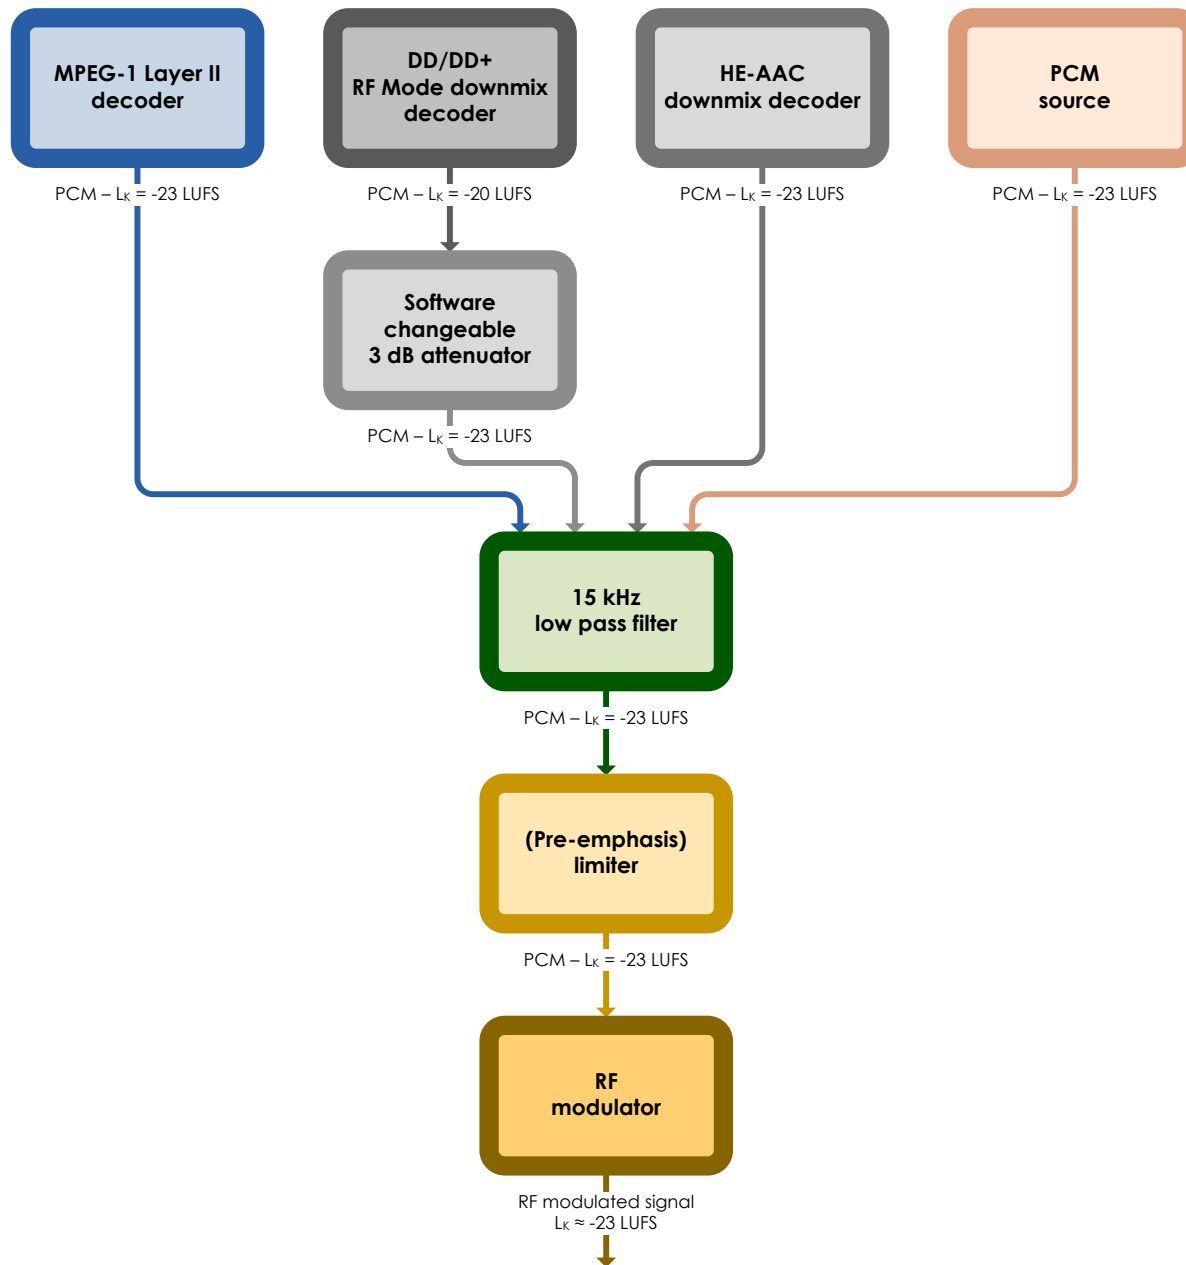 MPEG-1 Layer II
decoder
DD/DD+
RF Mode downmix
decoder
HE-AAC
downmix decoder
PCM
source
PCM – LK = -23 LUFS
PCM – LK = -20 LUFS
PCM – LK = -23 LUFS
PCM – LK = -23 LUFS
Software
changeable
3 dB attenuator
PCM – LK = -23 LUFS
15 kHz
low pass filter
PCM – LK = -23 LUFS
(Pre-emphasis)
limiter
PCM – LK = -23 LUFS
RF
modulator
RF modulated signal
LK ≈ -23 LUFS